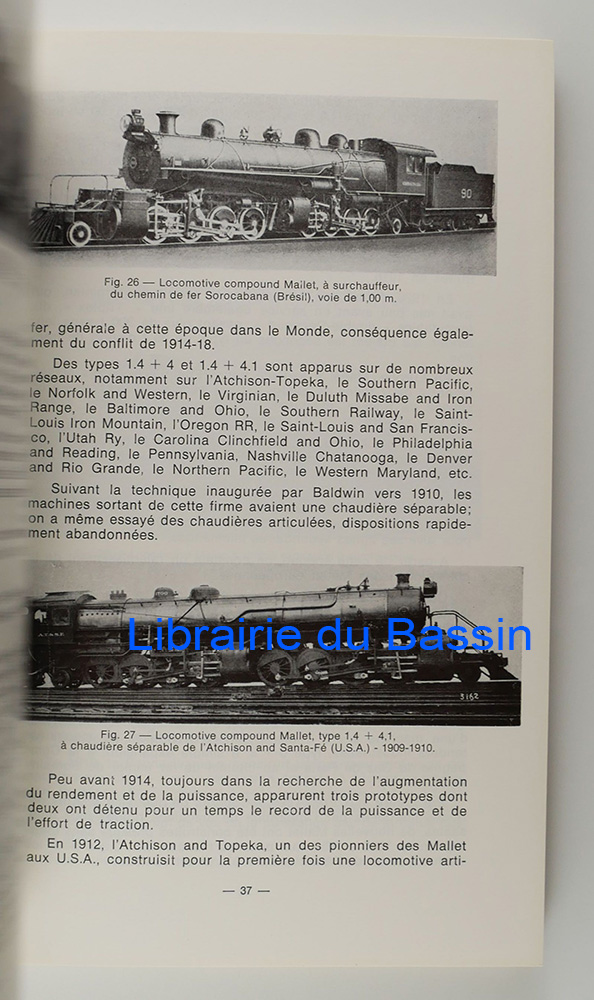 90
Fig. 26 — Locomotive compound Mallet, à surchauffeur,
du chemin de fer Sorocabana (Brésil), voie de 1,00 m.
fer, générale à cette époque dans le Monde, conséquence égale-
ment du conflit de 1914-18.
Des types 1.4 + 4 et 1.4 + 4.1 sont apparus sur de nombreux
réseaux, notamment sur l'Atchison-Topeka, le Southern Pacific,
le Norfolk and Western, le Virginian, le Duluth Missabe and Iron
Range, le Baltimore and Ohio, le Southern Railway, le Saint-
Louis Iron Mountain, l'Oregon RR, le Saint-Louis and San Francis-
co, l'Utah Ry, le Carolina Clinchfield and Ohio, le Philadelphia
and Reading, le Pennsylvania, Nashville Chatanooga, le Denver
and Rio Grande, le Northern Pacific, le Western Maryland, etc.
Suivant la technique inaugurée par Baldwin vers 1910, les
machines sortant de cette firme avaient une chaudière séparable;
on a même essayé des chaudières articulées, dispositions rapide-
ment abandonnées.
Librairie du Bassin
3162
Fig. 27 — Locomotive compound Mallet, type 1,4 + 4,1,
à chaudière séparable de l'Atchison and Santa-Fé (U.S.A.) - 1909-1910.
Peu avant 1914, toujours dans la recherche de l'augmentation
du rendement et de la puissance, apparurent trois prototypes dont
deux ont détenu pour un temps le record de la puissance et de
l'effort de traction.
En 1912, l'Atchison and Topeka, un des pionniers des Mallet
aux U.S.A., construisit pour la première fois une locomotive arti-
— 37 —